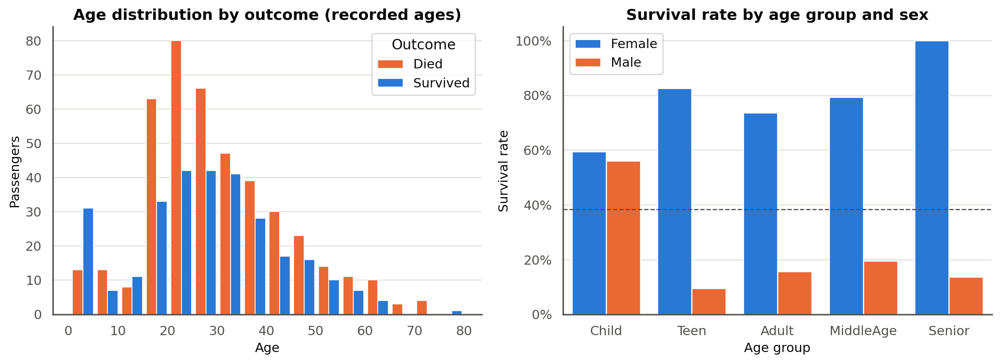 Age distribution by outcome (recorded ages)
Outcome
Died
Survived
80
70
60
50
40
30
20
10
0
Passengers
0 10 20 30 40 50 60 70 80
Age
Survival rate by age group and sex
Female
Male
100%
80%
60%
40%
20%
0%
Survival rate
Child Teen Adult MiddleAge Senior
Age group